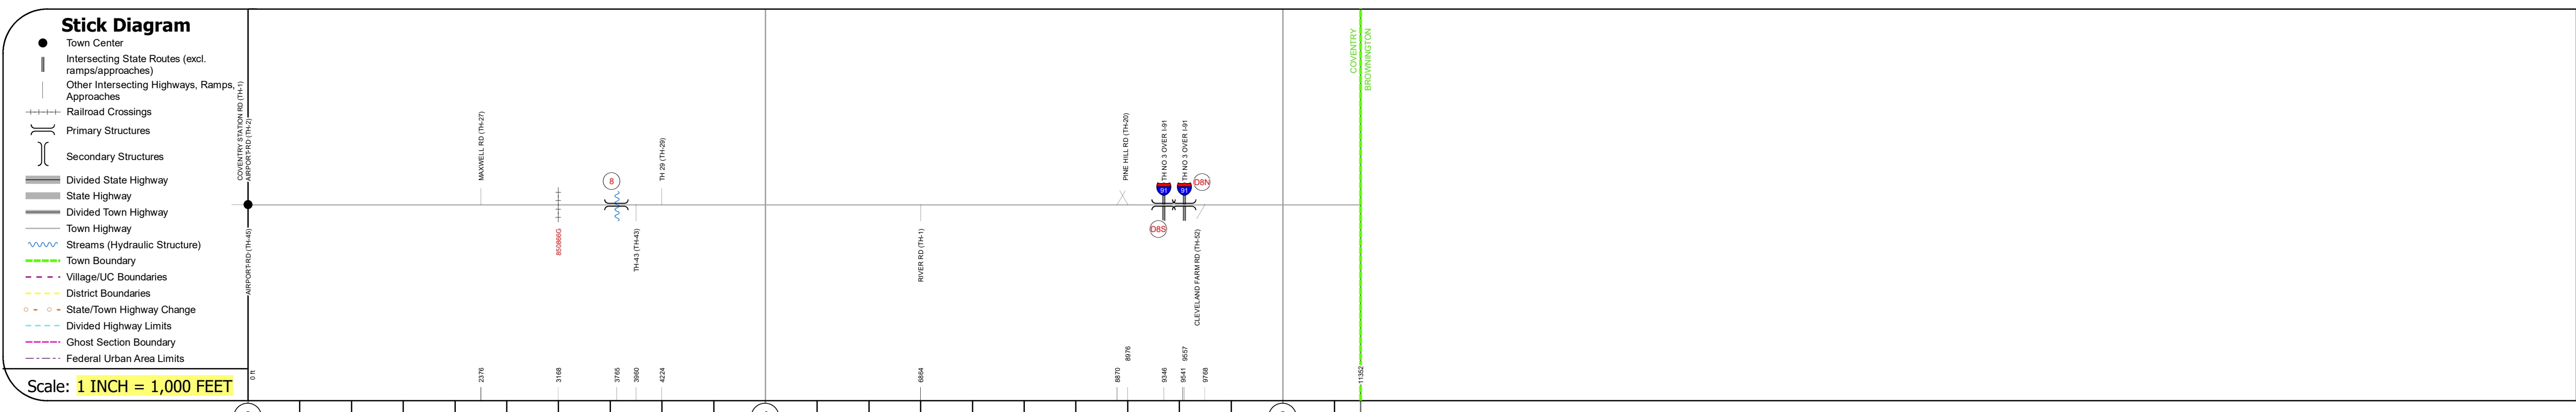 Stick Diagram
Town Center
Intersecting State Routes (excl.
ramps/approaches)
Other Intersecting Highways, Ramps,
Approaches
Railroad Crossings
Primary Structures
Secondary Structures
Divided State Highway
State Highway
Divided Town Highway
Town Highway
Streams (Hydraulic Structure)
Town Boundary
Village/UC Boundaries
District Boundaries
State/Town Highway Change
Divided Highway Limits
Ghost Section Boundary
Federal Urban Area Limits
Scale: 1 INCH = 1,000 FEET
COVENTRY STATION RD (TH-1)
AIRPORT-RD (TH-2)
AIRPORT-RD (TH-45)
0 ft
MAXWELL RD (TH-27)
2376
850866G
3168
8
3765
TH-43 (TH-43)
3960
TH 29 (TH-29)
4224
RIVER RD (TH-1)
6864
PINE HILL RD (TH-20)
8870
8976
TH NO 3 OVER I-91
91
D8S
9346
TH NO 3 OVER I-91
91
D8N
9541
9557
CLEVELAND FARM RD (TH-52)
9768
COVENTRY
BROWNINGTON
11352